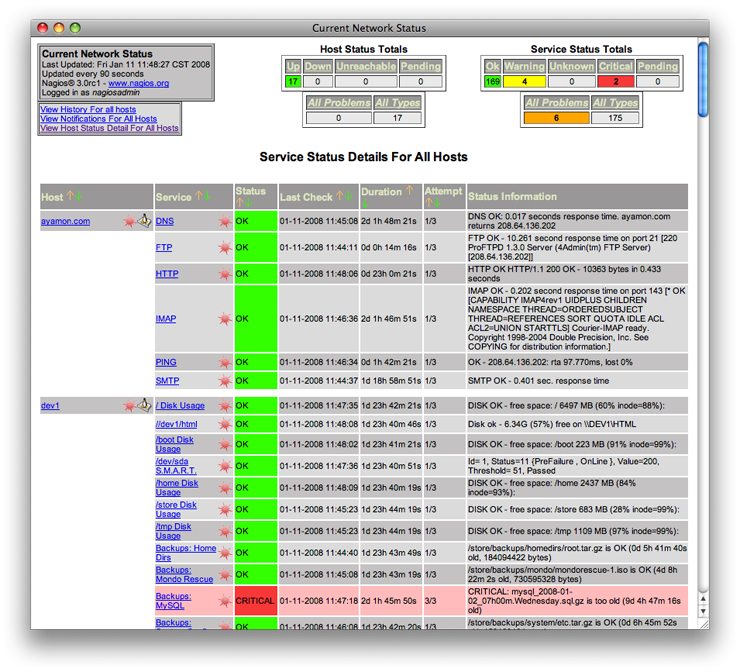 Current Network Status
Current Network Status
Last Updated: Fri Jan 11 11:48:27 CST 2008
Updated every 90 seconds
Nagios® 3.0rc1 - www.nagios.org
Logged in as nagiosadmin
View History For all hosts
View Notifications For All Hosts
View Host Status Detail For All Hosts
Host Status Totals
Up Down Unreachable Pending
17 0 0 0
All Problems All Types
0 17
Service Status Totals
Ok Warning Unknown Critical Pending
169 4 0 2 0
All Problems All Types
6 175
Service Status Details For All Hosts
Host Service Status Last Check Duration Attempt Status Information
ayamon.com DNS OK 01-11-2008 11:45:08 2d 1h 48m 21s 1/3 DNS OK: 0.017 seconds response time. ayamon.com
returns 208.64.136.202
FTP OK 01-11-2008 11:44:11 0d 0h 14m 16s 1/3 FTP OK - 10.261 second response time on port 21 [220
ProFTPD 1.3.0 Server (4Admin(tm) FTP Server)
[208.64.136.202]]
HTTP OK 01-11-2008 11:48:06 0d 23h 0m 21s 1/3 HTTP OK HTTP/1.1 200 OK - 10363 bytes in 0.433
seconds
IMAP OK 01-11-2008 11:46:36 2d 1h 46m 51s 1/3 IMAP OK - 0.202 second response time on port 143 [* OK
[CAPABILITY IMAP4rev1 UIDPLUS CHILDREN
NAMESPACE THREAD=ORDEREDSUBJECT
THREAD=REFERENCES SORT QUOTA IDLE ACL
ACL2=UNION STARTTLS] Courier-IMAP ready.
Copyright 1998-2004 Double Precision, Inc. See
COPYING for distribution information.]
PING OK 01-11-2008 11:46:34 0d 1h 42m 21s 1/3 OK - 208.64.136.202: rta 97.770ms, lost 0%
SMTP OK 01-11-2008 11:44:37 1d 18h 58m 51s 1/3 SMTP OK - 0.401 sec. response time
dev1 / Disk Usage OK 01-11-2008 11:47:35 1d 23h 42m 21s 1/3 DISK OK - free space: / 6497 MB (60% inode=88%):
//dev1/html OK 01-11-2008 11:48:08 1d 23h 40m 46s 1/3 Disk ok - 6.34G (57%) free on \\DEV1\HTML
/boot Disk
Usage OK 01-11-2008 11:48:02 1d 23h 41m 21s 1/3 DISK OK - free space: /boot 223 MB (91% inode=99%):
/dev/sda
S.M.A.R.T. OK 01-11-2008 11:47:36 1d 23h 40m 51s 1/3 Id= 1, Status=11 {PreFailure , OnLine }, Value=200,
Threshold= 51, Passed
/home Disk
Usage OK 01-11-2008 11:48:09 1d 23h 40m 19s 1/3 DISK OK - free space: /home 2437 MB (84%
inode=93%):
/store Disk
Usage OK 01-11-2008 11:45:23 1d 23h 44m 19s 1/3 DISK OK - free space: /store 683 MB (28% inode=99%):
/tmp Disk
Usage OK 01-11-2008 11:45:23 1d 23h 44m 19s 1/3 DISK OK - free space: /tmp 1109 MB (97% inode=99%):
Backups: Home
Dirs OK 01-11-2008 11:44:40 1d 23h 43m 49s 1/3 /store/backups/homedirs/root.tar.gz is OK (0d 5h 41m 40s
old, 184094422 bytes)
Backups:
Mondo Rescue OK 01-11-2008 11:45:08 1d 23h 43m 19s 1/3 /store/backups/mondo/mondorescue-1.iso is OK (4d 8h
22m 2s old, 730595328 bytes)
Backups:
MySQL CRITICAL 01-11-2008 11:47:18 2d 1h 45m 50s 3/3 CRITICAL: mysql_2008-01-
02_07h00m.Wednesday.sql.gz is too old (9d 4h 47m 16s
old)
Backups: OK 01-11-2008 11:46:08 1d 23h 42m 19s 1/3 /store/backups/system/etc.tar.gz is OK (0d 6h 45m 52s